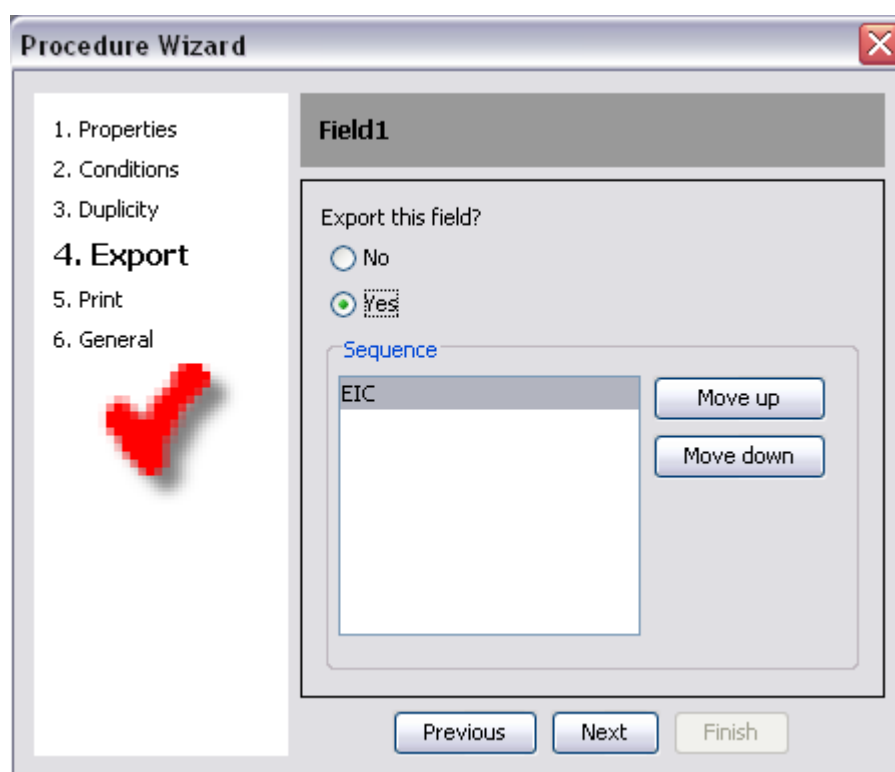 Procedure Wizard
1. Properties
2. Conditions
3. Duplicity
4. Export
5. Print
6. General
Field1
Export this field?
No
Yes
Sequence
EIC
Move up
Move down
Previous Next Finish